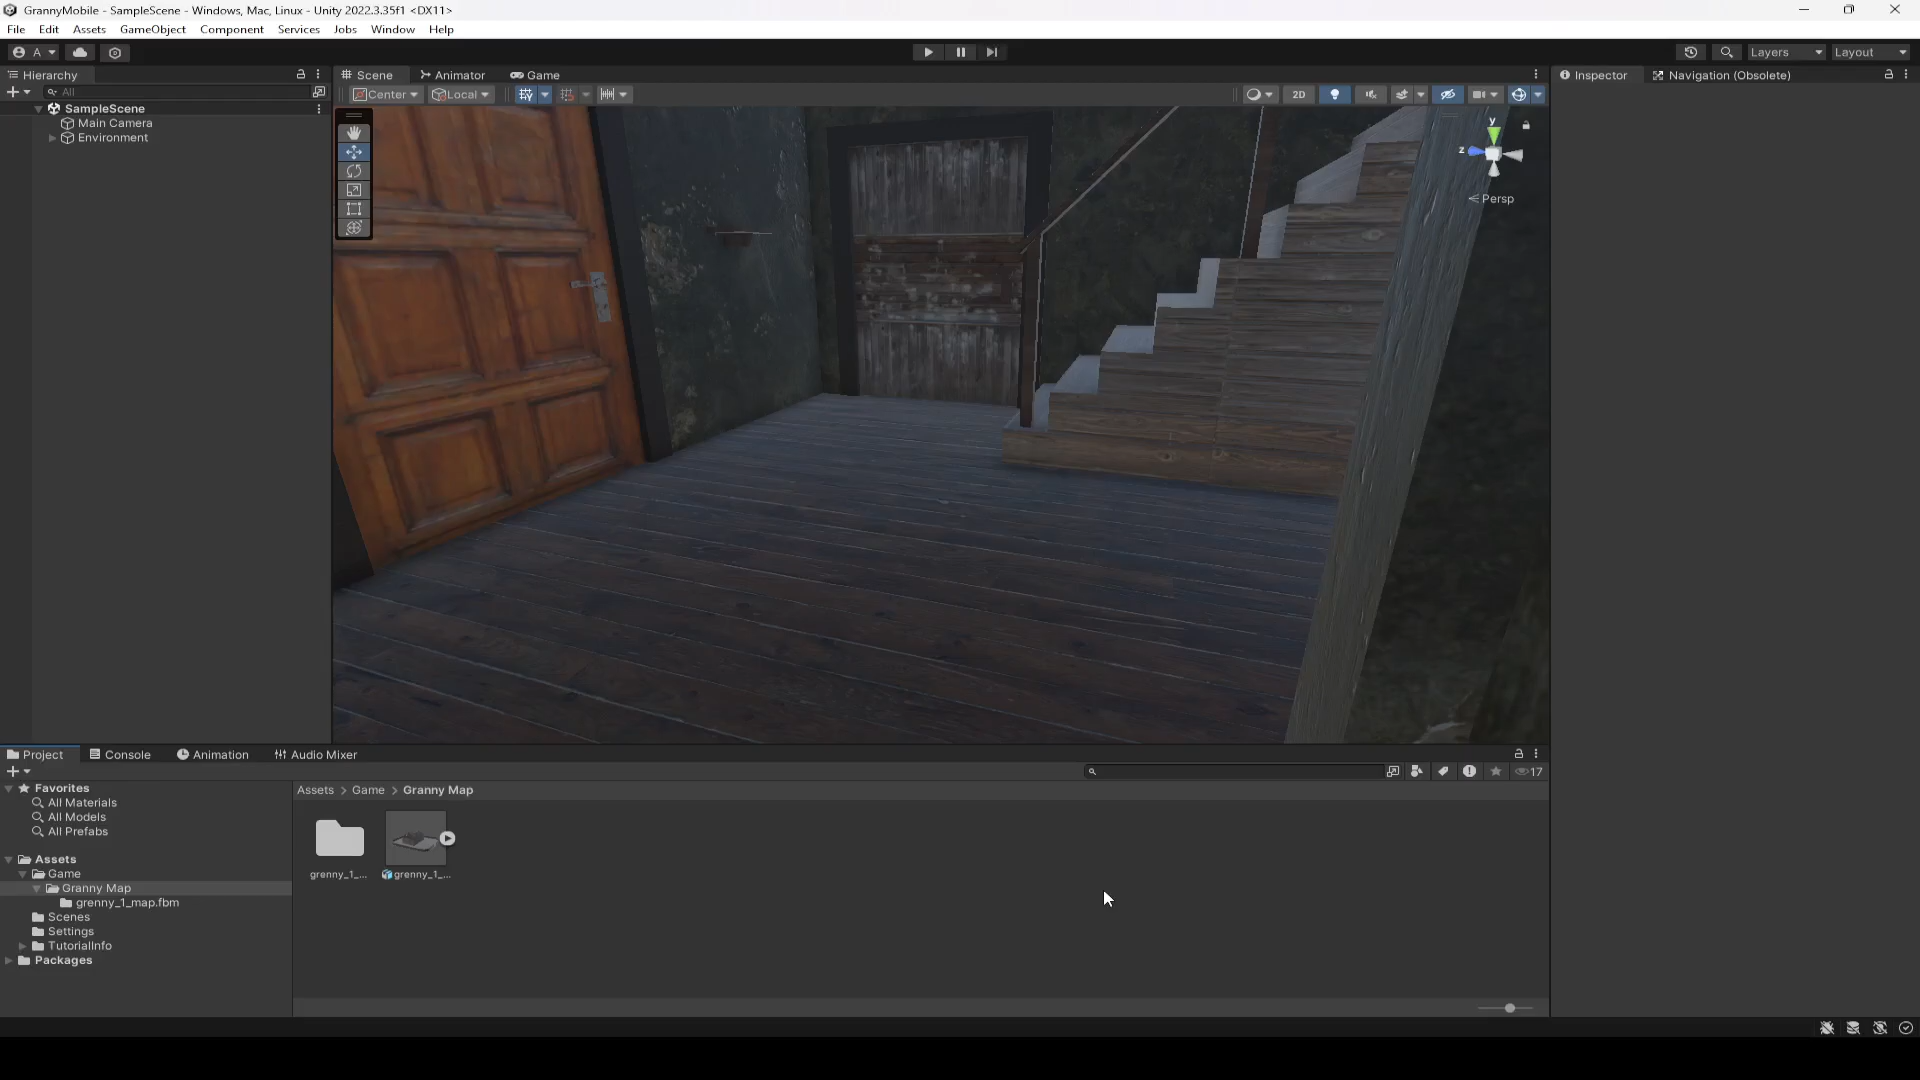 GrannyMobile - SampleScene - Windows, Mac, Linux - Unity 2022.3.35f1 <DX11>
File Edit Assets GameObject Component Services Jobs Window Help
A Layers Layout
Hierarchy Scene Animator Game Inspector Navigation (Obsolete)
All Center Local 2D
SampleScene
Main Camera
Environment
y
z
Persp
Project Console Animation Audio Mixer
17
Favorites Assets > Game > Granny Map
All Materials
All Models
All Prefabs
Assets
Game grenny_1_... grenny_1_...
Granny Map
grenny_1_map.fbm
Scenes
Settings
TutorialInfo
Packages